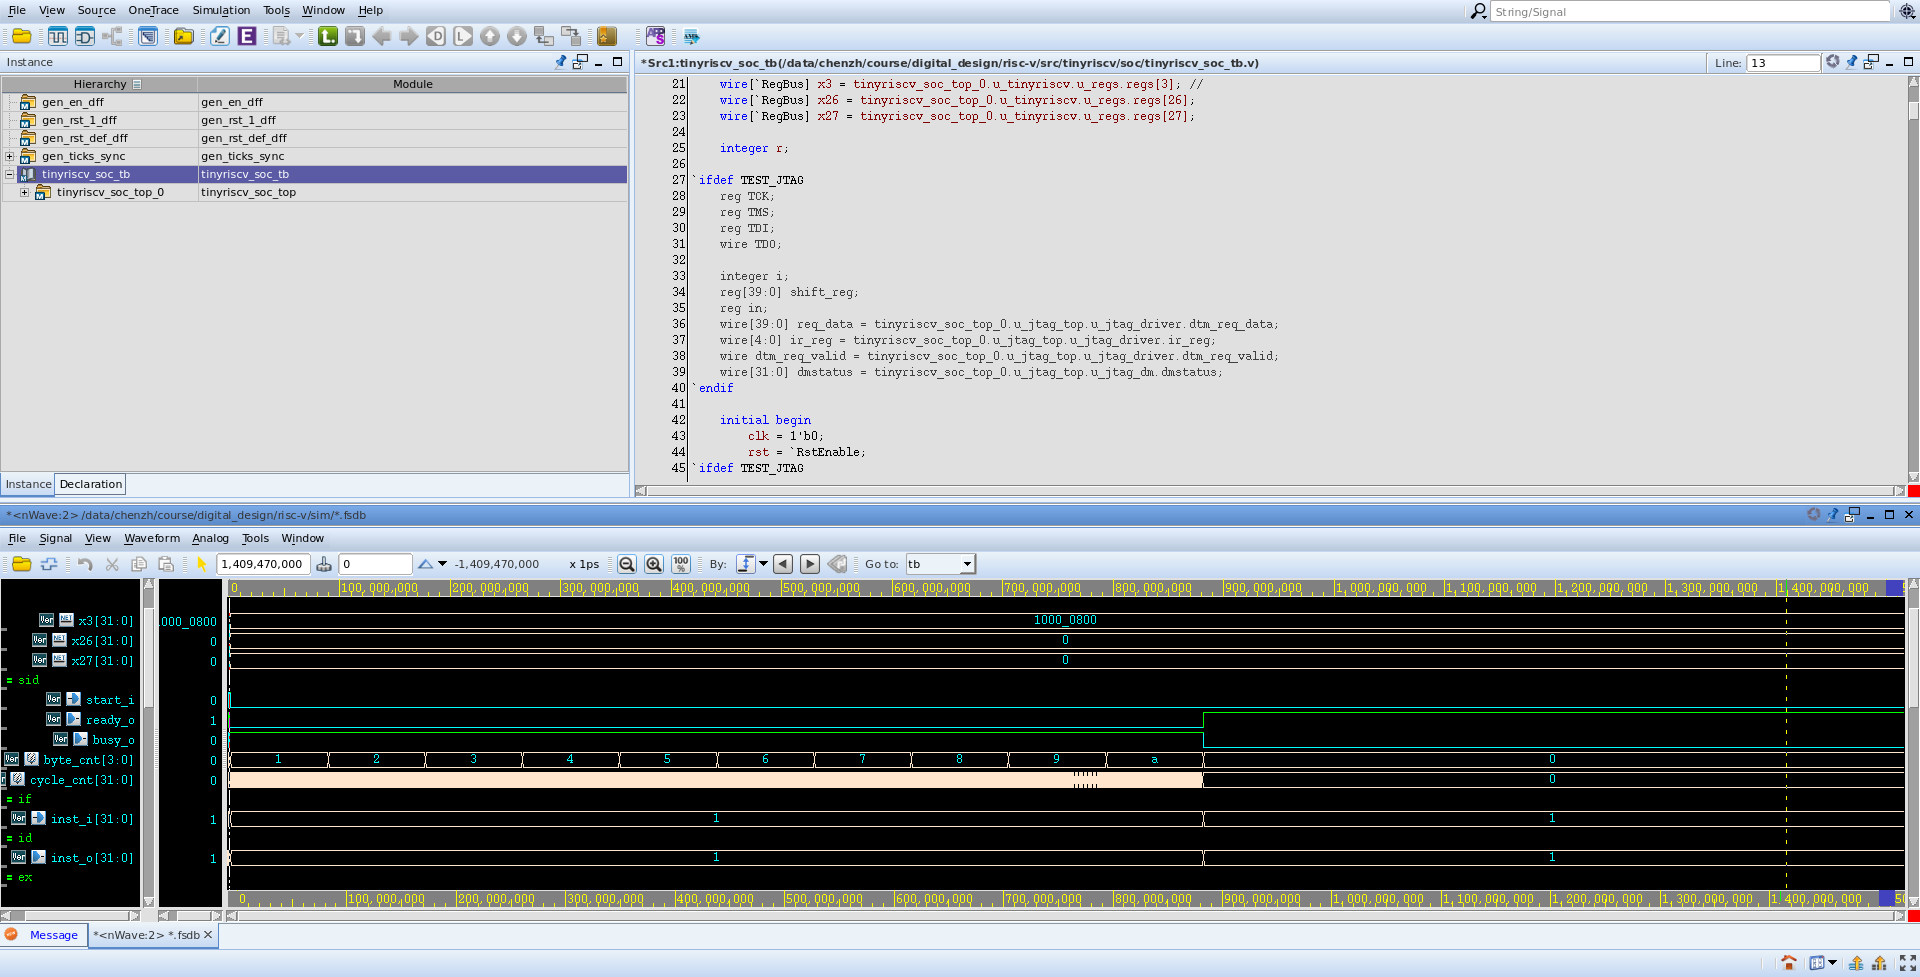 File View Source OneTrace Simulation Tools Window Help
String/Signal
Instance
Hierarchy Module
gen_en_dff gen_en_dff
gen_rst_1_dff gen_rst_1_dff
gen_rst_def_dff gen_rst_def_dff
gen_ticks_sync gen_ticks_sync
tinyriscv_soc_tb tinyriscv_soc_tb
tinyriscv_soc_top_0 tinyriscv_soc_top
Instance Declaration
*Src1:tinyriscv_soc_tb(/data/chenzh/course/digital_design/risc-v/src/tinyriscv/soc/tinyriscv_soc_tb.v)
Line: 13
21 wire[`RegBus] x3 = tinyriscv_soc_top_0.u_tinyriscv.u_regs.regs[3]; //
22 wire[`RegBus] x26 = tinyriscv_soc_top_0.u_tinyriscv.u_regs.regs[26];
23 wire[`RegBus] x27 = tinyriscv_soc_top_0.u_tinyriscv.u_regs.regs[27];
24
25 integer r;
26
27 `ifdef TEST_JTAG
28 reg TCK;
29 reg TMS;
30 reg TDI;
31 wire TDO;
32
33 integer i;
34 reg[39:0] shift_reg;
35 reg in;
36 wire[39:0] req_data = tinyriscv_soc_top_0.u_jtag_top.u_jtag_driver.dtm_req_data;
37 wire[4:0] ir_reg = tinyriscv_soc_top_0.u_jtag_top.u_jtag_driver.ir_reg;
38 wire dtm_req_valid = tinyriscv_soc_top_0.u_jtag_top.u_jtag_driver.dtm_req_valid;
39 wire[31:0] dmstatus = tinyriscv_soc_top_0.u_jtag_top.u_jtag_dm.dmstatus;
40 `endif
41
42 initial begin
43 clk = 1'b0;
44 rst = `RstEnable;
45 `ifdef TEST_JTAG
*<nWave:2> /data/chenzh/course/digital_design/risc-v/sim/*.fsdb
File Signal View Waveform Analog Tools Window
1,409,470,000 0 -1,409,470,000 x 1ps 100% By: Go to: tb
0 100,000,000 200,000,000 300,000,000 400,000,000 500,000,000 600,000,000 700,000,000 800,000,000 900,000,000 1,000,000,000 1,100,000,000 1,200,000,000 1,300,000,000 1,400,000,000
x3[31:0] 000_0800 1000_0800
x26[31:0] 0 0
x27[31:0] 0 0
= sid
start_i 0
ready_o 1
busy_o 0
byte_cnt[3:0] 0 1 2 3 4 5 6 7 8 9 a 0
cycle_cnt[31:0] 0 0
= if
inst_i[31:0] 1 1 1
= id
inst_o[31:0] 1 1 1
= ex
0 100,000,000 200,000,000 300,000,000 400,000,000 500,000,000 600,000,000 700,000,000 800,000,000 900,000,000 1,000,000,000 1,100,000,000 1,200,000,000 1,300,000,000 1,400,000,000 50
Message *<nWave:2> *.fsdb